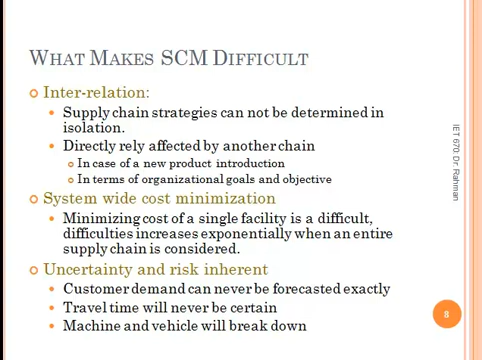 WHAT MAKES SCM DIFFICULT
Inter-relation:
Supply chain strategies can not be determined in
isolation.
Directly rely affected by another chain
In case of a new product introduction
In terms of organizational goals and objective
System wide cost minimization
Minimizing cost of a single facility is a difficult,
difficulties increases exponentially when an entire
supply chain is considered.
Uncertainty and risk inherent
Customer demand can never be forecasted exactly
Travel time will never be certain
Machine and vehicle will break down
IET 670: Dr. Rahman
8